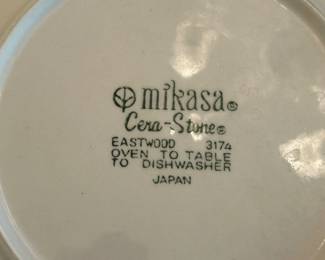 mikasa®
Cera-Stone®
EASTWOOD 3174
OVEN TO TABLE
TO DISHWASHER
JAPAN